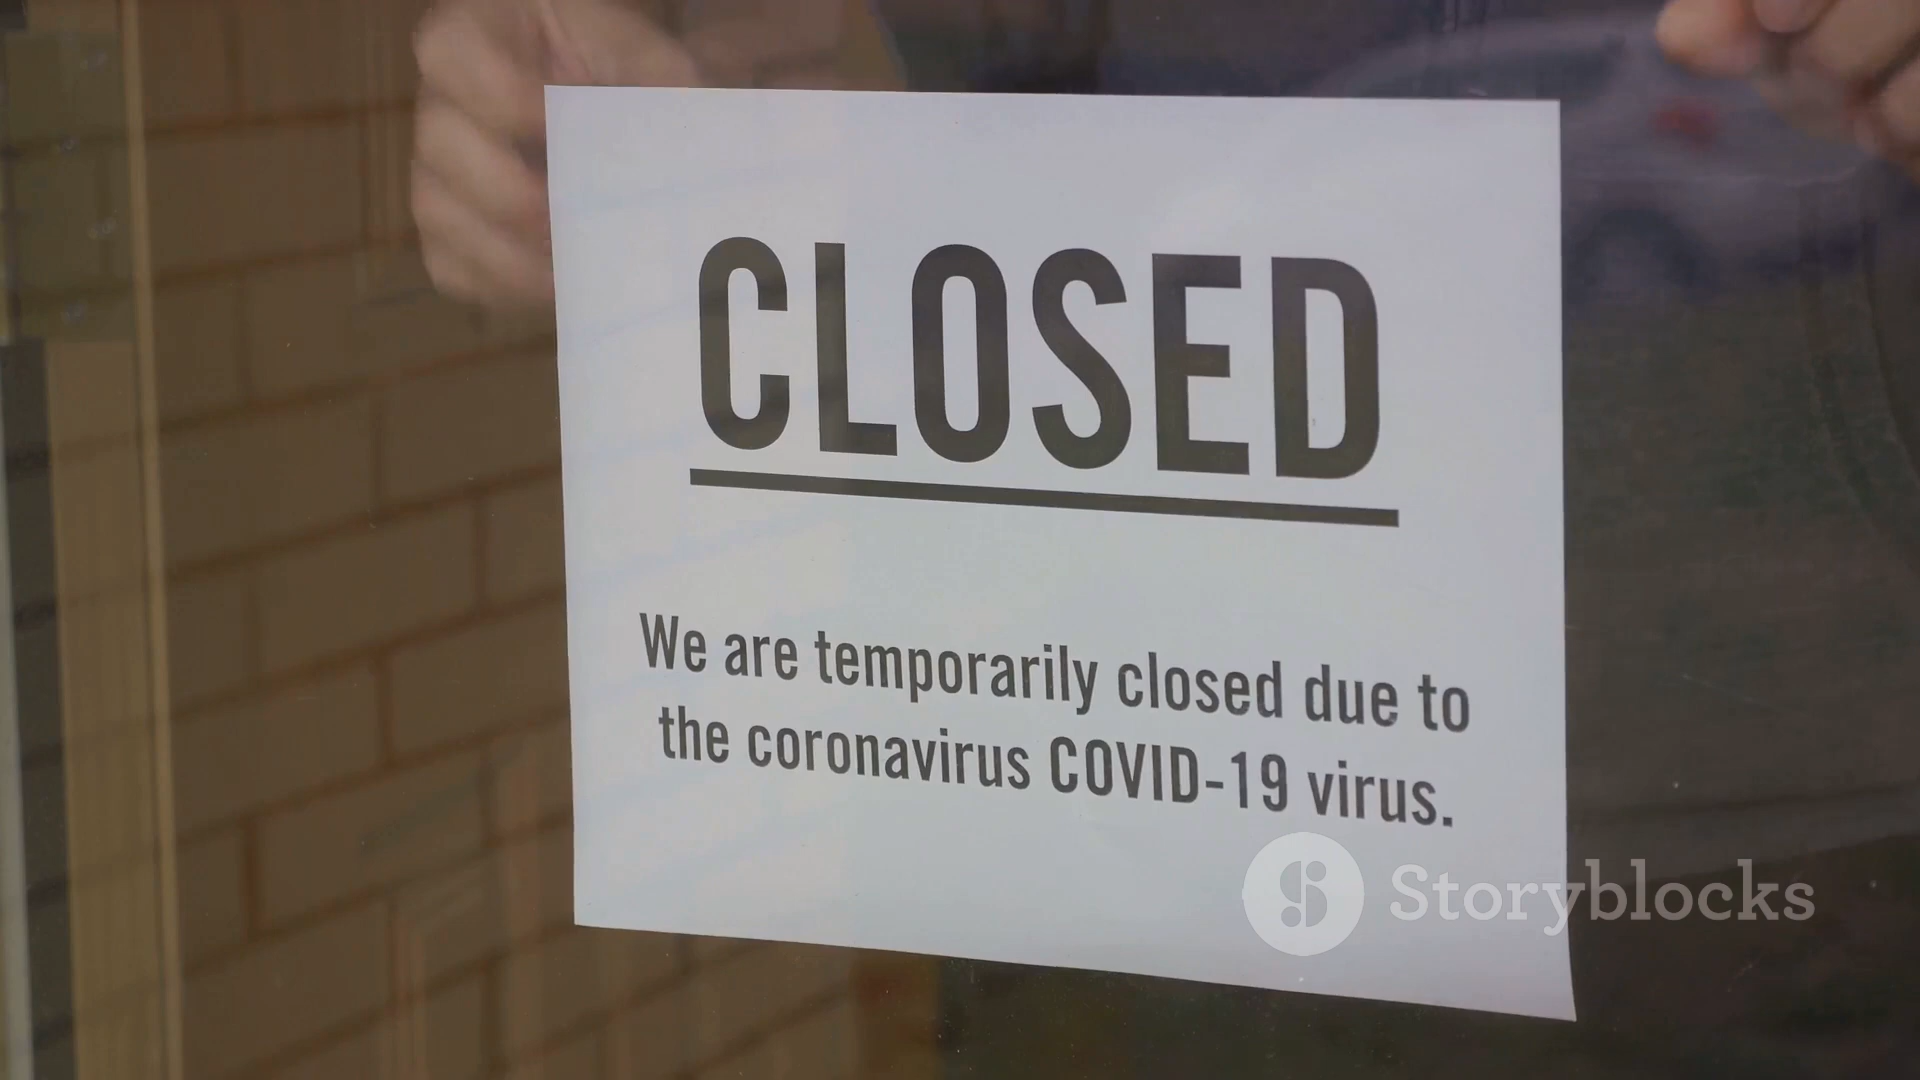 CLOSED
We are temporarily closed due to
the coronavirus COVID-19 virus.
Storyblocks